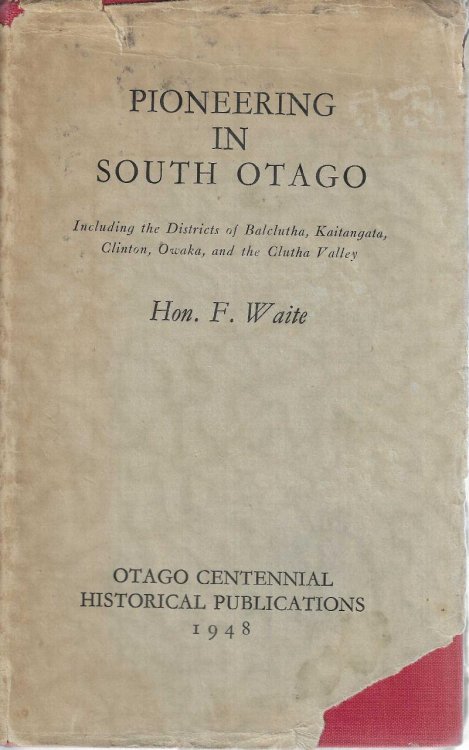 PIONEERING
IN
SOUTH OTAGO
Including the Districts of Balclutha, Kaitangata,
Clinton, Owaka, and the Clutha Valley
Hon. F. Waite
OTAGO CENTENNIAL
HISTORICAL PUBLICATIONS
1948